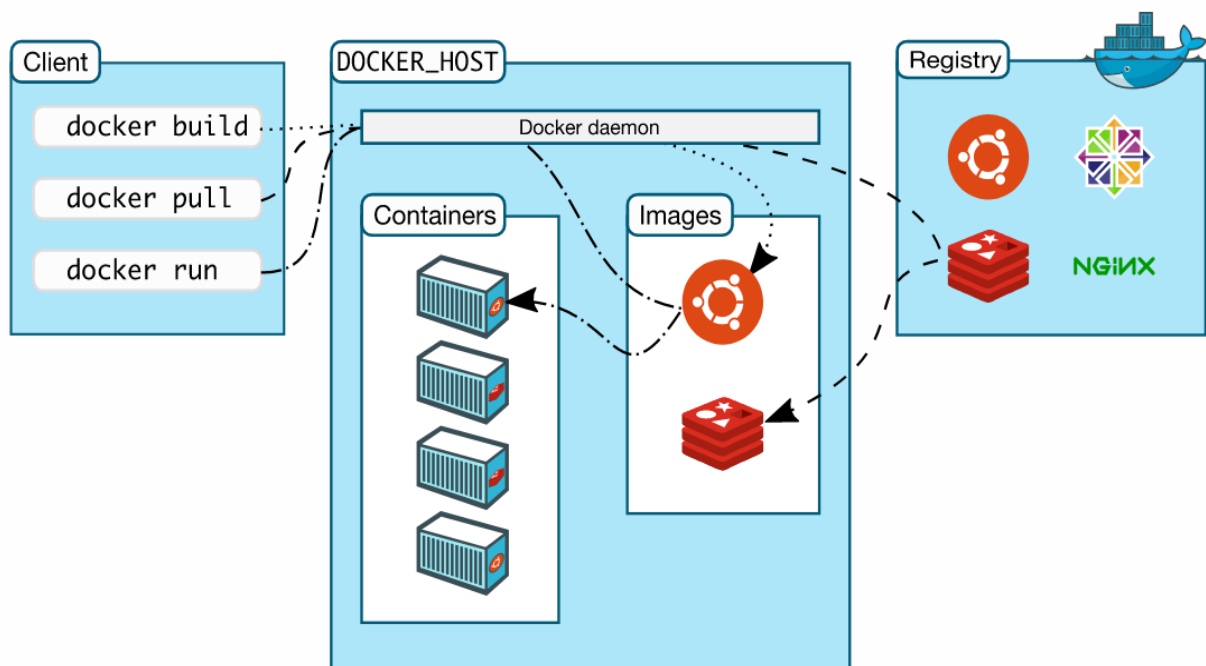 Client
docker build
docker pull
docker run
DOCKER_HOST
Docker daemon
Containers
Images
Registry
NGiNX